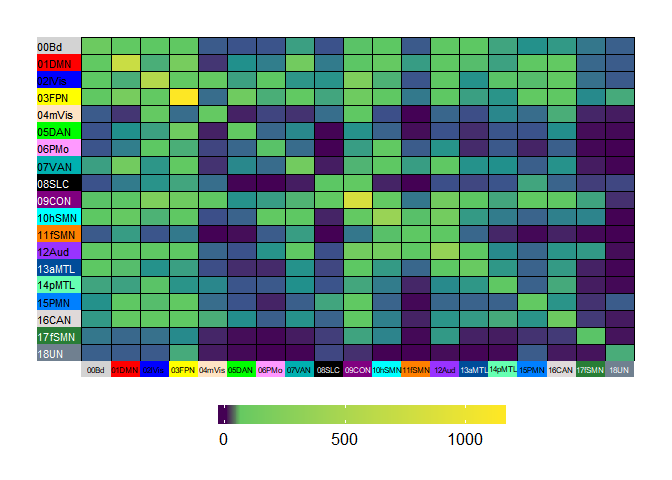 00Bd
01DMN
02Vis
03FPN
04mVis
05DAN
06PMo
07VAN
08SLC
09CON
10hSMN
11fSMN
12Aud
13aMTL
14pMTL
15PMN
16CAN
17fSMN
18UN
00Bd 01DMN 02Vis 03FPN 04mVis 05DAN 06PMo 07VAN 08SLC 09CON 10hSMN 11fSMN 12Aud 13aMTL 14pMTL 15PMN 16CAN 17fSMN 18UN
0 500 1000